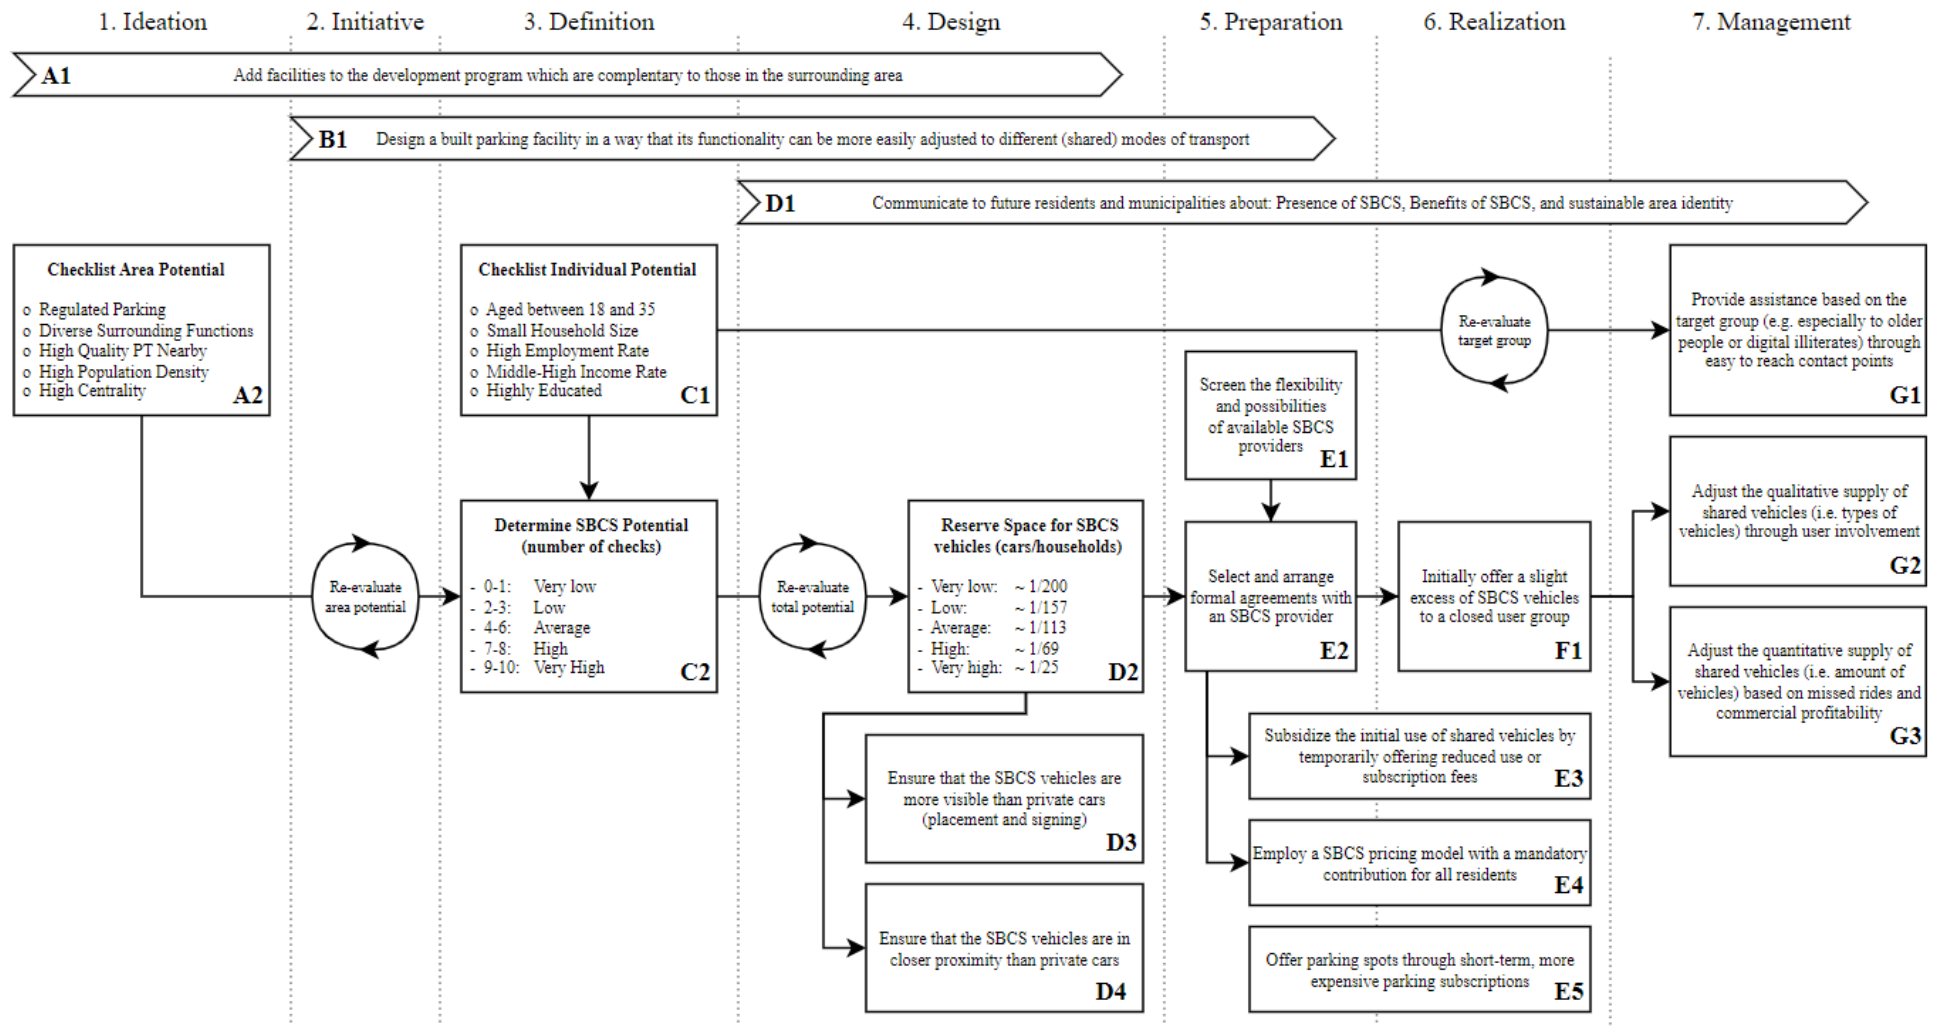 1. Ideation
2. Initiative
3. Definition
4. Design
5. Preparation
6. Realization
7. Management
A1
Add facilities to the development program which are complentary to those in the surrounding area
B1
Design a built parking facility in a way that its functionality can be more easily adjusted to different (shared) modes of transport
D1
Communicate to future residents and municipalities about: Presence of SBCS, Benefits of SBCS, and sustainable area identity
Checklist Area Potential
o Regulated Parking
o Diverse Surrounding Functions
o High Quality PT Nearby
o High Population Density
o High Centrality
A2
Checklist Individual Potential
o Aged between 18 and 35
o Small Household Size
o High Employment Rate
o Middle-High Income Rate
o Highly Educated
C1
Re-evaluate
target group
Provide assistance based on the
target group (e.g. especially to older
people or digital illiterates) through
easy to reach contact points
G1
Screen the flexibility
and possibilities
of available SBCS
providers
E1
Re-evaluate
area potential
Determine SBCS Potential
(number of checks)
- 0-1: Very low
- 2-3: Low
- 4-6: Average
- 7-8: High
- 9-10: Very High
C2
Re-evaluate
total potential
Reserve Space for SBCS
vehicles (cars/households)
- Very low: ~ 1/200
- Low: ~ 1/157
- Average: ~ 1/113
- High: ~ 1/69
- Very high: ~ 1/25
D2
Select and arrange
formal agreements with
an SBCS provider
E2
Initially offer a slight
excess of SBCS vehicles
to a closed user group
F1
Adjust the qualitative supply of
shared vehicles (i.e. types of
vehicles) through user involvement
G2
Adjust the quantitative supply of
shared vehicles (i.e. amount of
vehicles) based on missed rides and
commercial profitability
G3
Ensure that the SBCS vehicles are
more visible than private cars
(placement and signing)
D3
Ensure that the SBCS vehicles are in
closer proximity than private cars
D4
Subsidize the initial use of shared vehicles by
temporarily offering reduced use or
subscription fees
E3
Employ a SBCS pricing model with a mandatory
contribution for all residents
E4
Offer parking spots through short-term, more
expensive parking subscriptions
E5